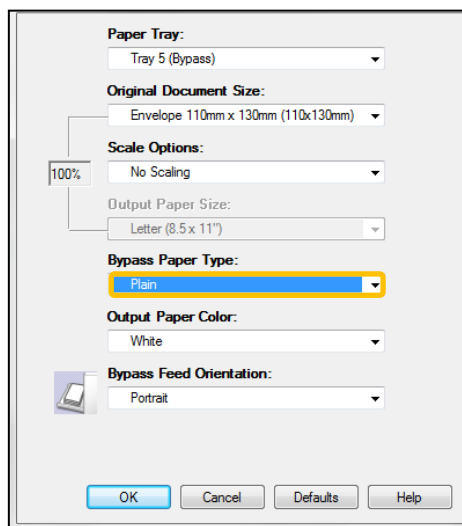 Paper Tray:
Tray 5 (Bypass)
Original Document Size:
Envelope 110mm x 130mm (110x130mm)
Scale Options:
100%
No Scaling
Output Paper Size:
Letter (8.5 x 11")
Bypass Paper Type:
Plain
Output Paper Color:
White
Bypass Feed Orientation:
Portrait
OK Cancel Defaults Help